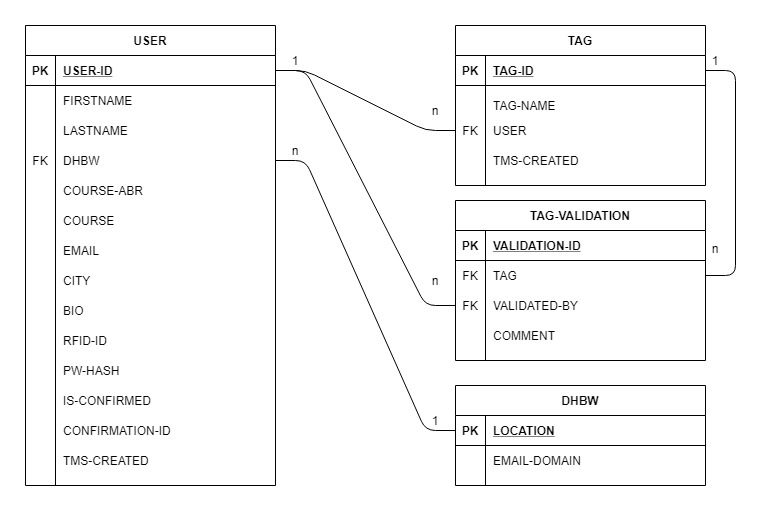 USER
PK USER-ID
FIRSTNAME
LASTNAME
FK DHBW
COURSE-ABR
COURSE
EMAIL
CITY
BIO
RFID-ID
PW-HASH
IS-CONFIRMED
CONFIRMATION-ID
TMS-CREATED
1
n
n
n
1
TAG
PK TAG-ID
TAG-NAME
FK USER
TMS-CREATED
1
n
TAG-VALIDATION
PK VALIDATION-ID
FK TAG
FK VALIDATED-BY
COMMENT
DHBW
PK LOCATION
EMAIL-DOMAIN